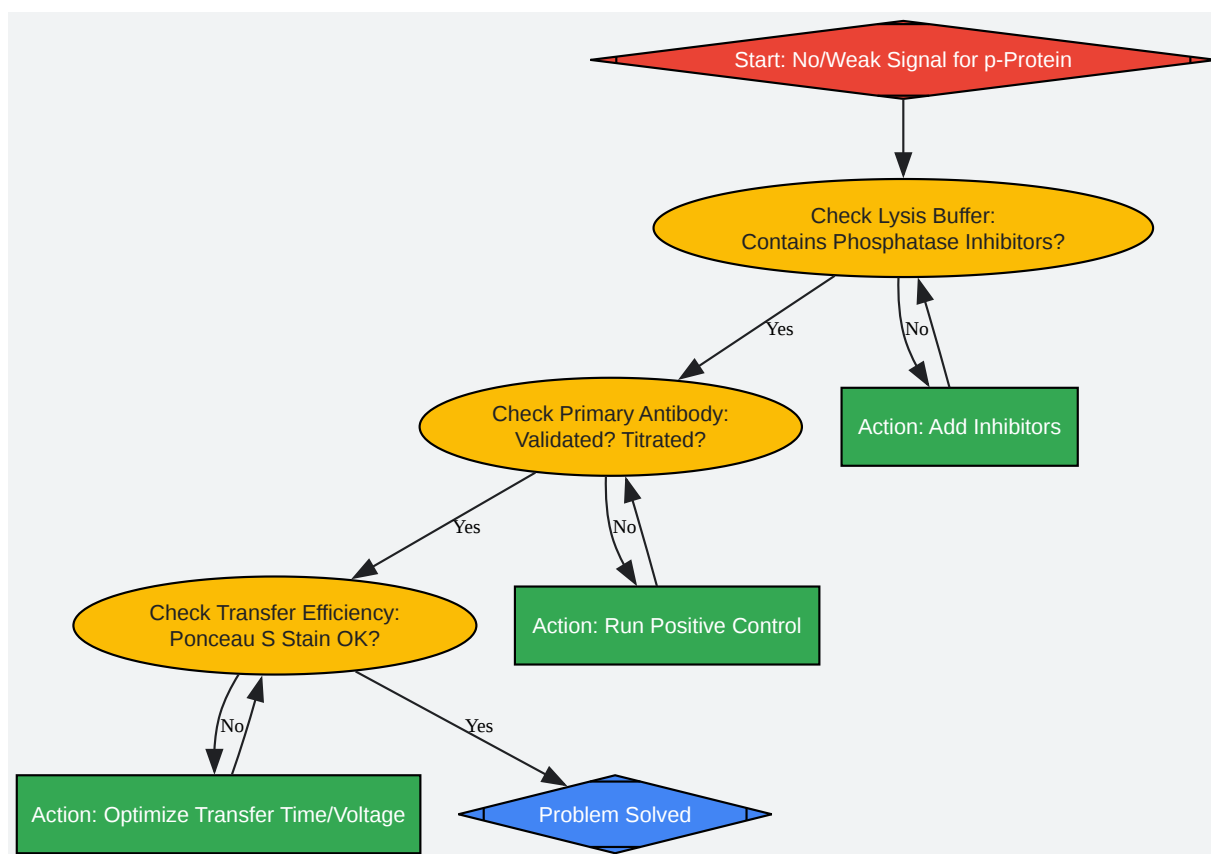 Start: No/Weak Signal for p-Protein
Check Lysis Buffer:
Contains Phosphatase Inhibitors?
Yes
No
Check Primary Antibody:
Validated? Titrated?
Action: Add Inhibitors
Yes
No
Check Transfer Efficiency:
Ponceau S Stain OK?
Action: Run Positive Control
No
Yes
Action: Optimize Transfer Time/Voltage
Problem Solved